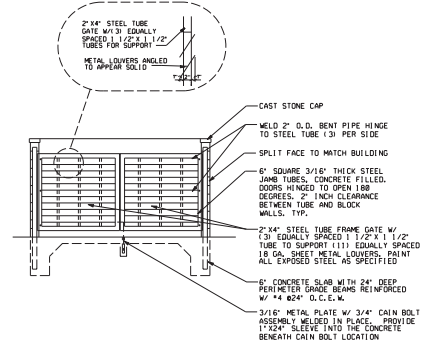 2"X4" STEEL TUBE
GATE W/(3) EQUALLY
SPACED 1 1/2"X 1 1/2"
TUBES FOR SUPPORT
METAL LOUVERS ANGLED
TO APPEAR SOLID
CAST STONE CAP
WELD 2" O.D. BENT PIPE HINGE
TO STEEL TUBE (3) PER SIDE
SPLIT FACE TO MATCH BUILDING
6" SQUARE 3/16" THICK STEEL
JAMB TUBES, CONCRETE FILLED.
DOORS HINGED TO OPEN 180
DEGREES. 2" INCH CLEARANCE
BETWEEN TUBE AND BLOCK
WALLS. TYP.
2"X4" STEEL TUBE FRAME GATE W/
(3) EQUALLY SPACED 1 1/2"X 1 1/2"
TUBE TO SUPPORT (11) EQUALLY SPACED
18 GA. SHEET METAL LOUVERS. PAINT
ALL EXPOSED STEEL AS SPECIFIED
6" CONCRETE SLAB WITH 24" DEEP
PERIMETER GRADE BEAMS REINFORCED
W/ #4 @24" O.C.E.W.
3/16" METAL PLATE W/ 3/4" CAIN BOLT
ASSEMBLY WELDED IN PLACE. PROVIDE
1"X24" SLEEVE INTO THE CONCRETE
BENEATH CAIN BOLT LOCATION